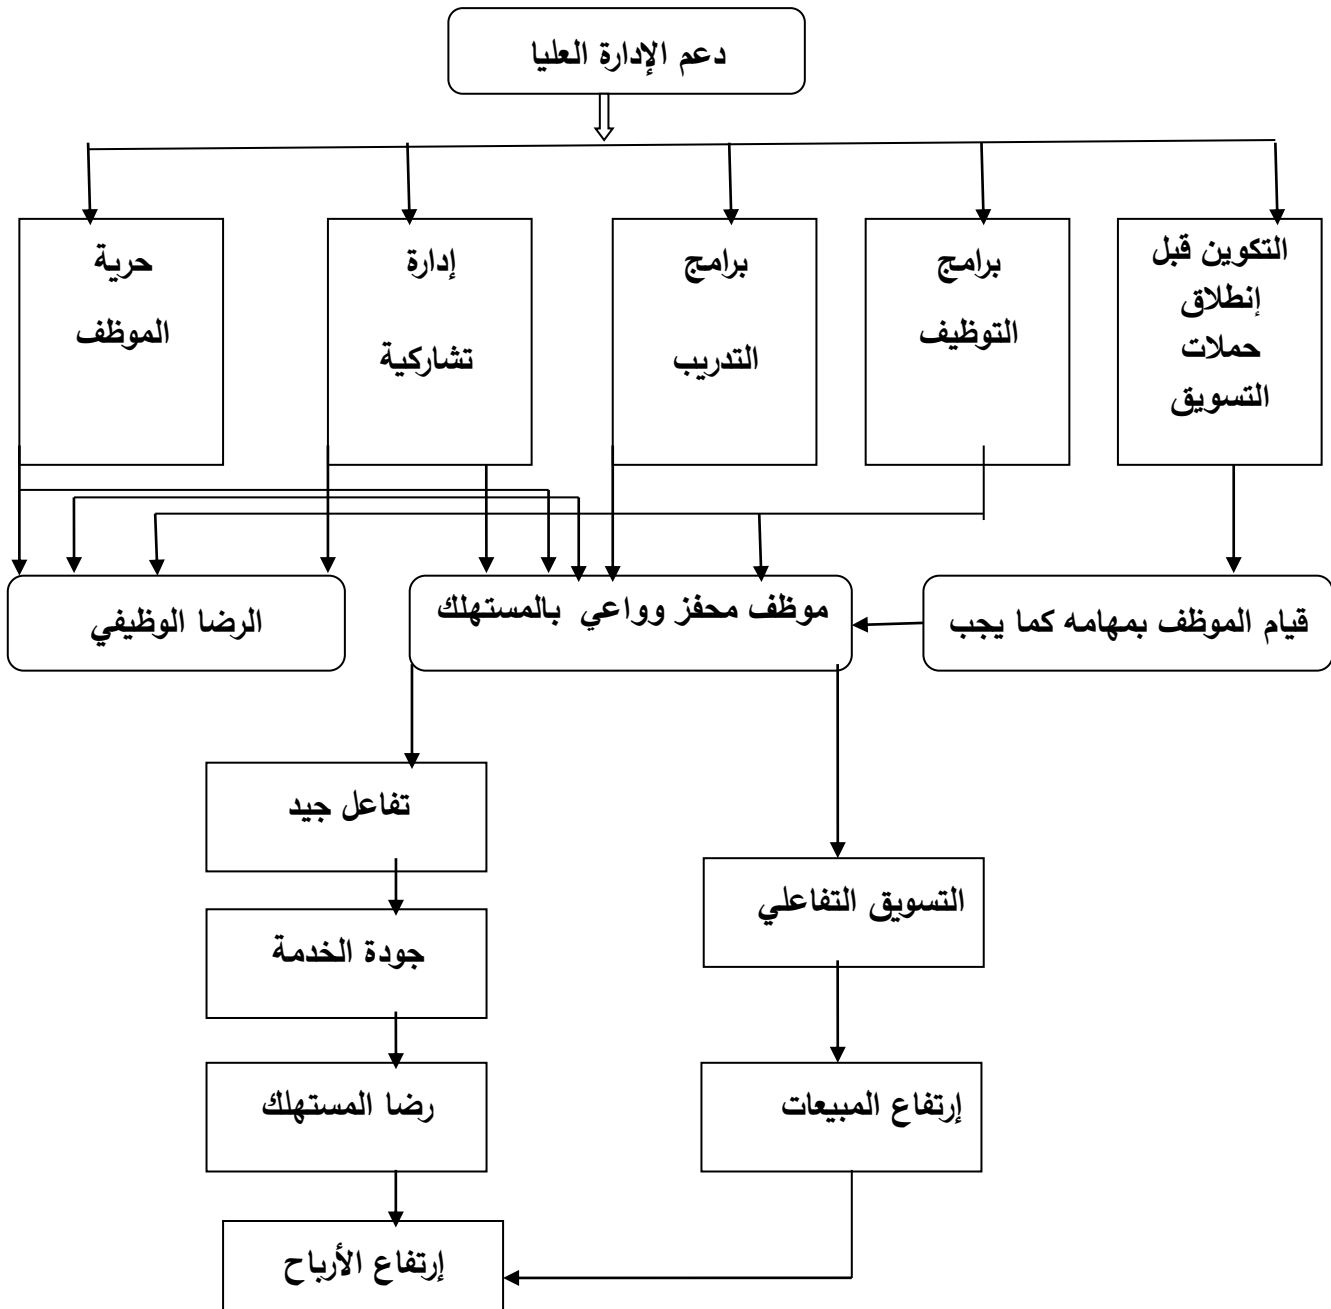 دعم الإدارة العليا
التكوين قبل
إنطلاق
حملات
التسويق
برامج
التوظيف
برامج
التدريب
إدارة
تشاركية
حرية
الموظف
قيام الموظف بمهامه كما يجب
موظف محفز وواعي بالمستهلك
الرضا الوظيفي
تفاعل جيد
التسويق التفاعلي
جودة الخدمة
رضا المستهلك
إرتفاع المبيعات
إرتفاع الأرباح